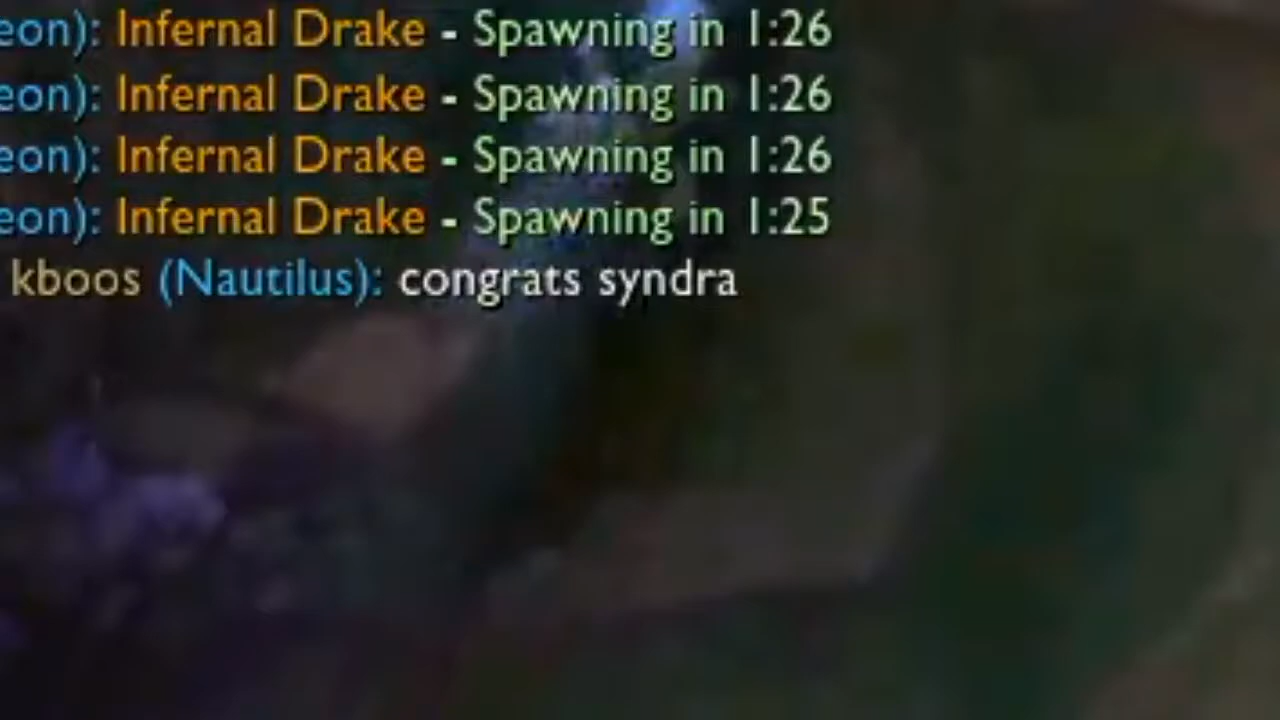 eon): Infernal Drake - Spawning in 1:26
eon): Infernal Drake - Spawning in 1:26
eon): Infernal Drake - Spawning in 1:26
eon): Infernal Drake - Spawning in 1:25
kboos (Nautilus): congrats syndra